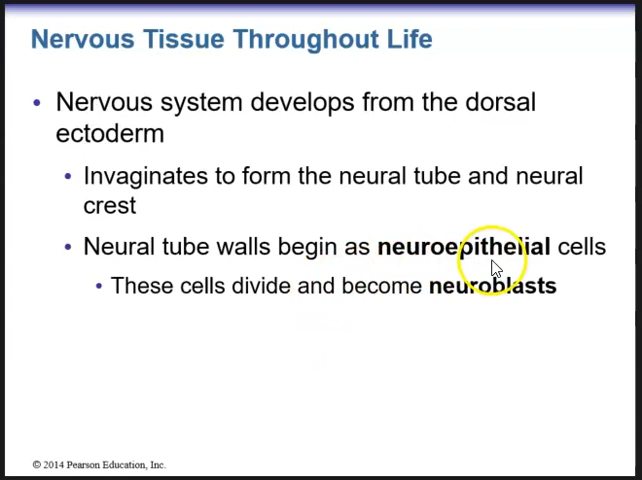 Nervous Tissue Throughout Life
• Nervous system develops from the dorsal
ectoderm
• Invaginates to form the neural tube and neural
crest
• Neural tube walls begin as neuroepithelial cells
• These cells divide and become neuroblasts
© 2014 Pearson Education, Inc.